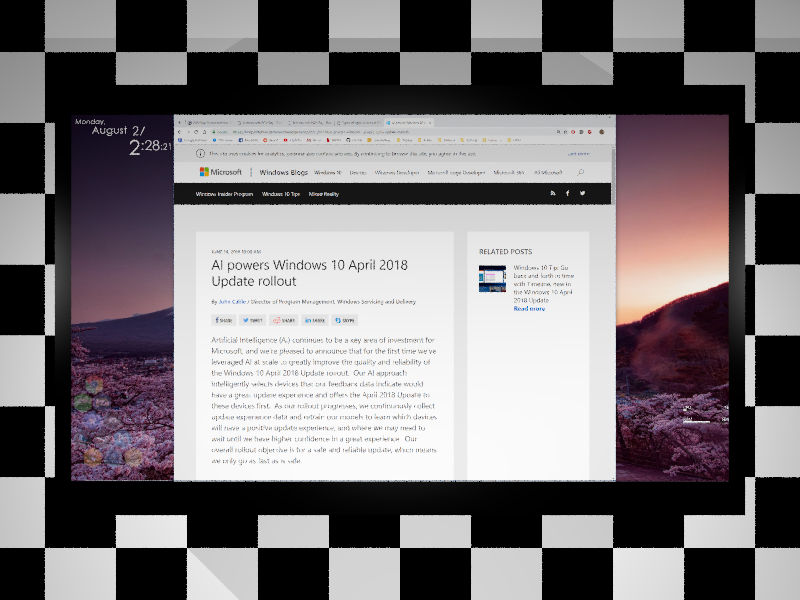 Monday,
August 27
2:28:21
This site uses cookies for analytics, personalized content and ads. By continuing to browse this site, you agree to this use.
Learn more
Microsoft | Windows Blogs Windows 10 Devices Windows Developer Microsoft Edge Developer Microsoft 365 All Microsoft
Windows Insider Program Windows 10 Tips Mixed Reality
JUNE 14, 2018 10:00 AM
AI powers Windows 10 April 2018
Update rollout
By John Cable / Director of Program Management, Windows Servicing and Delivery
SHARE TWEET SHARE SHARE SKYPE
Artificial Intelligence (AI) continues to be a key area of investment for
Microsoft, and we're pleased to announce that for the first time we've
leveraged AI at scale to greatly improve the quality and reliability of
the Windows 10 April 2018 Update rollout. Our AI approach
intelligently selects devices that our feedback data indicate would
have a great update experience and offers the April 2018 Update to
these devices first. As our rollout progresses, we continuously collect
update experience data and retrain our models to learn which devices
will have a positive update experience, and where we may need to
wait until we have higher confidence in a great experience. Our
overall rollout objective is for a safe and reliable update, which means
we only go as fast as is safe.
RELATED POSTS
Windows 10 Tip: Go
back and forth in time
with Timeline, new in
the Windows 10 April
2018 Update
Read more